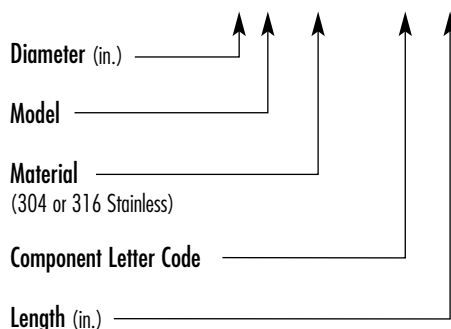 Diameter (in.)
Model
Material
(304 or 316 Stainless)
Component Letter Code
Length (in.)